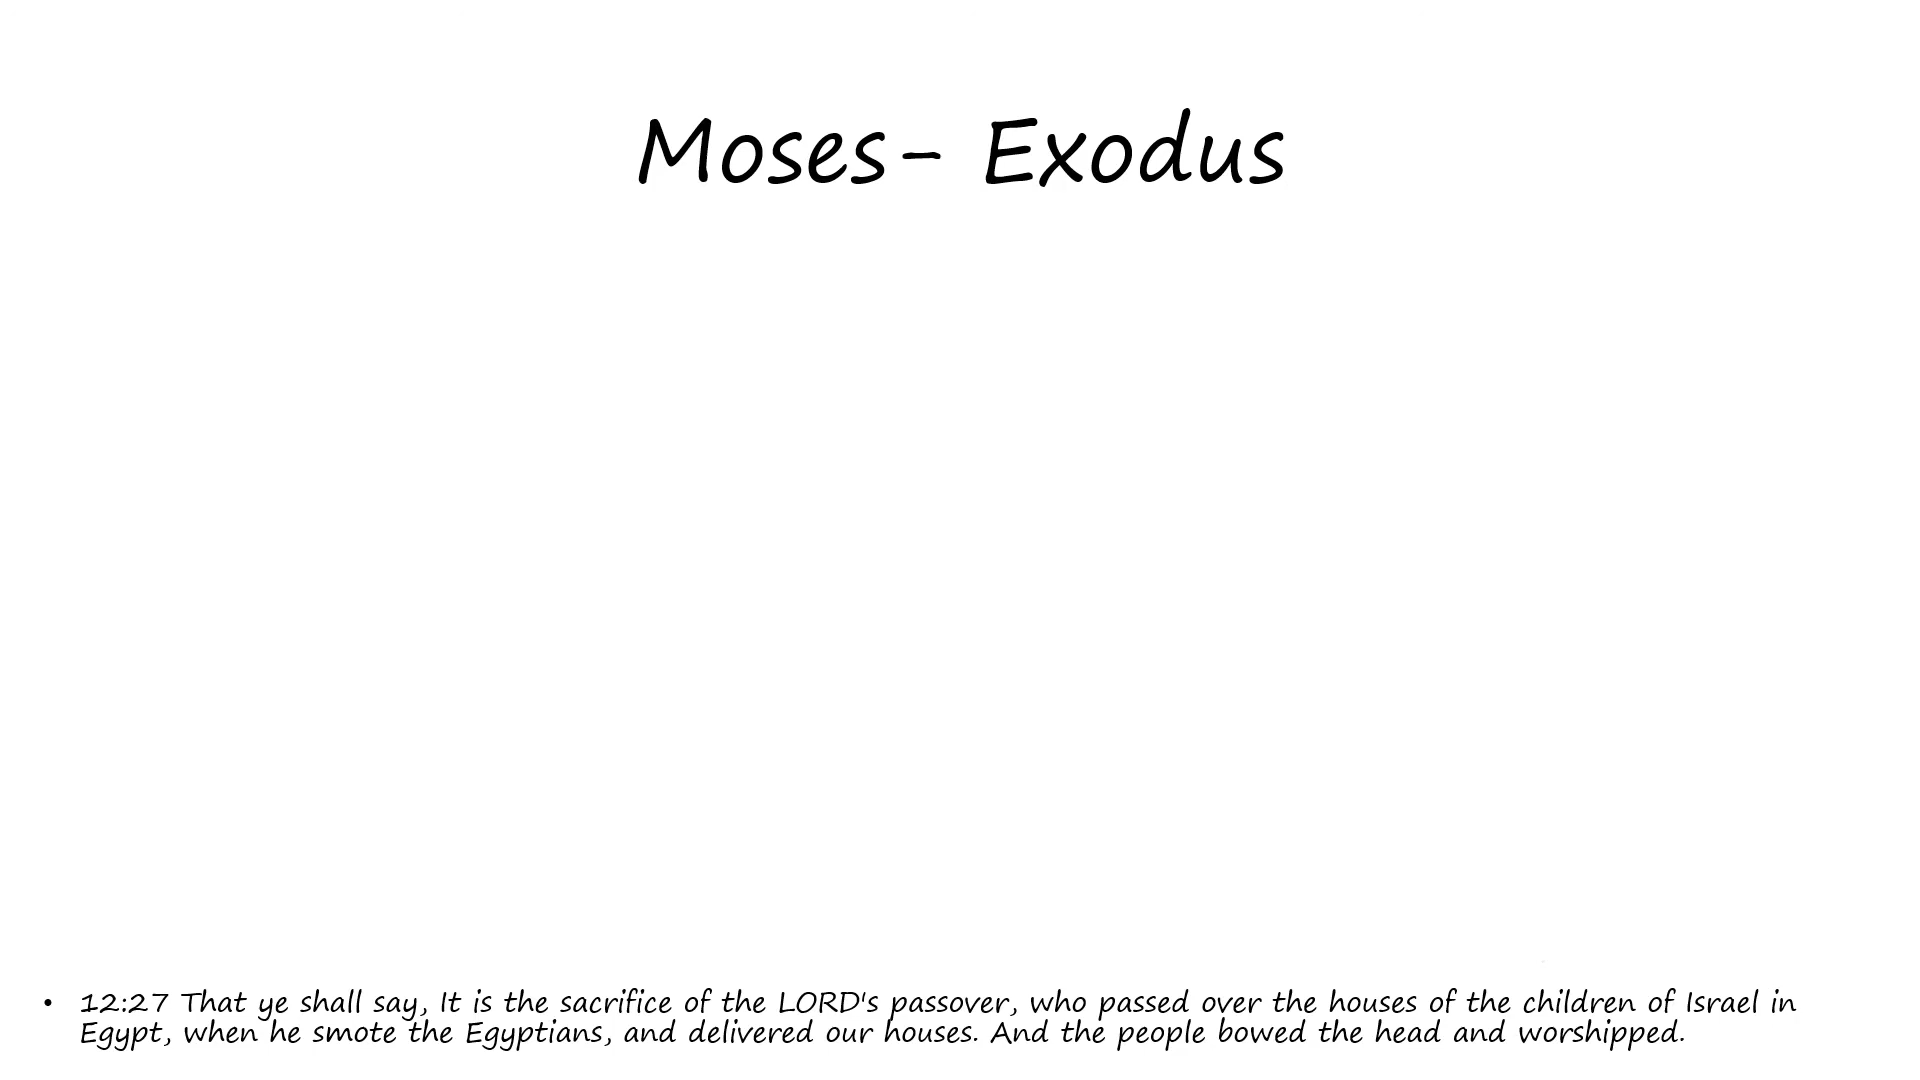 Moses- Exodus
• 12:27 That ye shall say, It is the sacrifice of the LORD's passover, who passed over the houses of the children of Israel in
Egypt, when he smote the Egyptians, and delivered our houses. And the people bowed the head and worshipped.